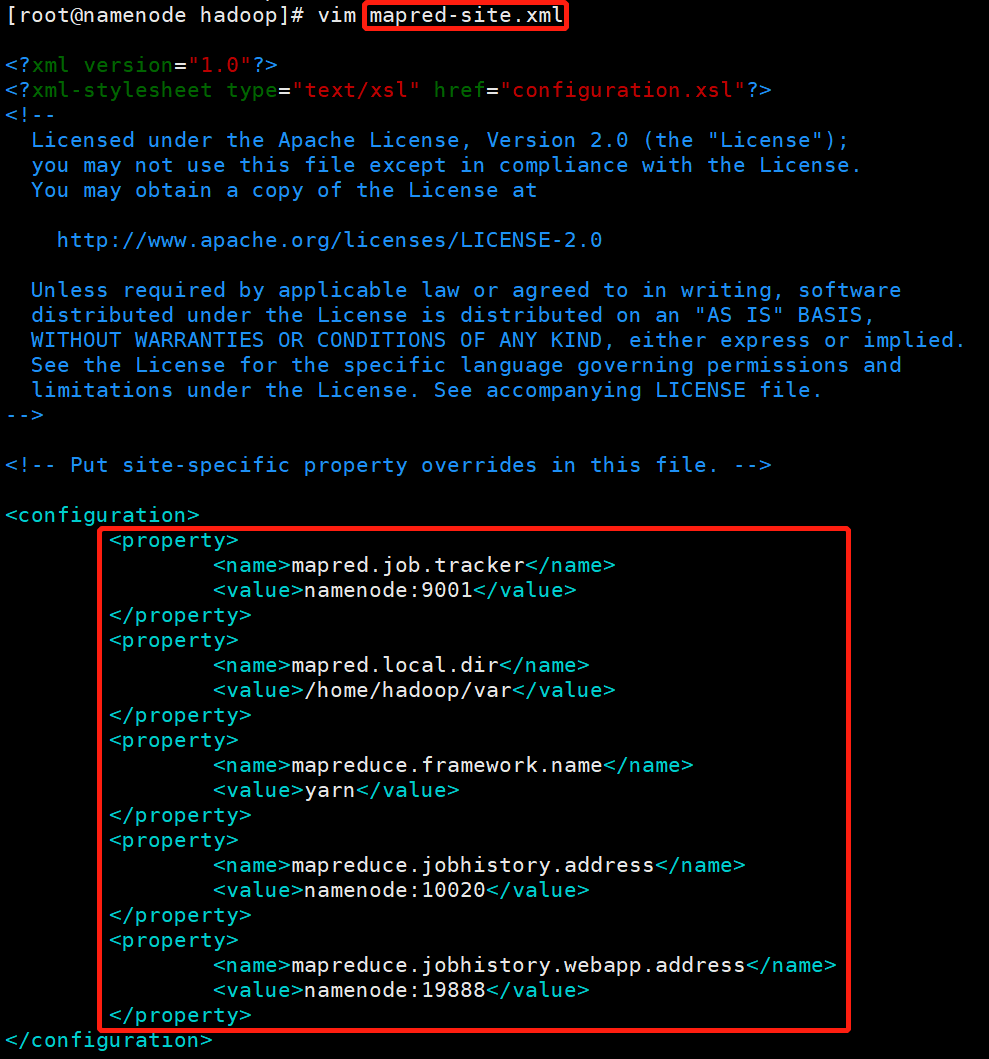 [root@namenode hadoop]# vim mapred-site.xml
<?xml version="1.0"?>
<?xml-stylesheet type="text/xsl" href="configuration.xsl"?>
<!--
  Licensed under the Apache License, Version 2.0 (the "License");
  you may not use this file except in compliance with the License.
  You may obtain a copy of the License at
    http://www.apache.org/licenses/LICENSE-2.0
  Unless required by applicable law or agreed to in writing, software
  distributed under the License is distributed on an "AS IS" BASIS,
  WITHOUT WARRANTIES OR CONDITIONS OF ANY KIND, either express or implied.
  See the License for the specific language governing permissions and
  limitations under the License. See accompanying LICENSE file.
-->
<!-- Put site-specific property overrides in this file. -->
<configuration>
        <property>
                <name>mapred.job.tracker</name>
                <value>namenode:9001</value>
        </property>
        <property>
                <name>mapred.local.dir</name>
                <value>/home/hadoop/var</value>
        </property>
        <property>
                <name>mapreduce.framework.name</name>
                <value>yarn</value>
        </property>
        <property>
                <name>mapreduce.jobhistory.address</name>
                <value>namenode:10020</value>
        </property>
        <property>
                <name>mapreduce.jobhistory.webapp.address</name>
                <value>namenode:19888</value>
        </property>
</configuration>